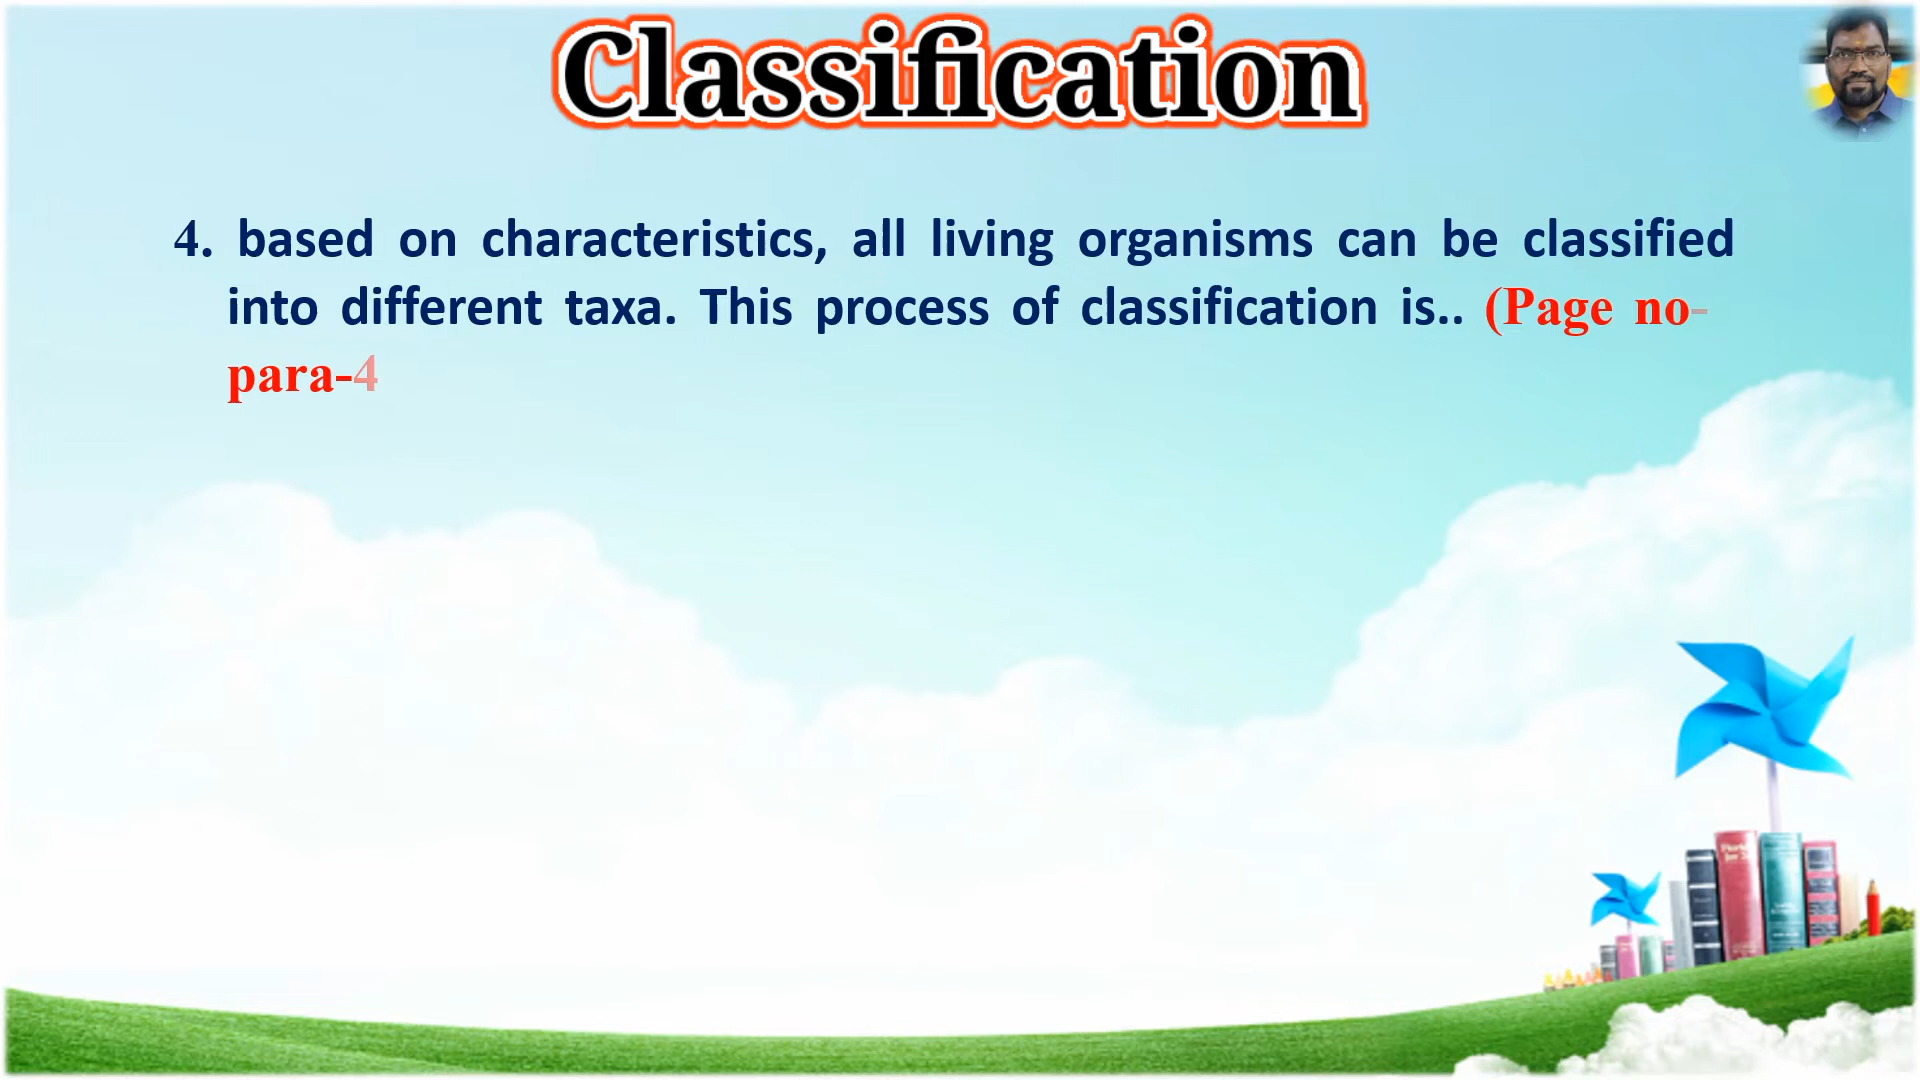 Classification
4. based on characteristics, all living organisms can be classified
into different taxa. This process of classification is.. (Page no-
para-4